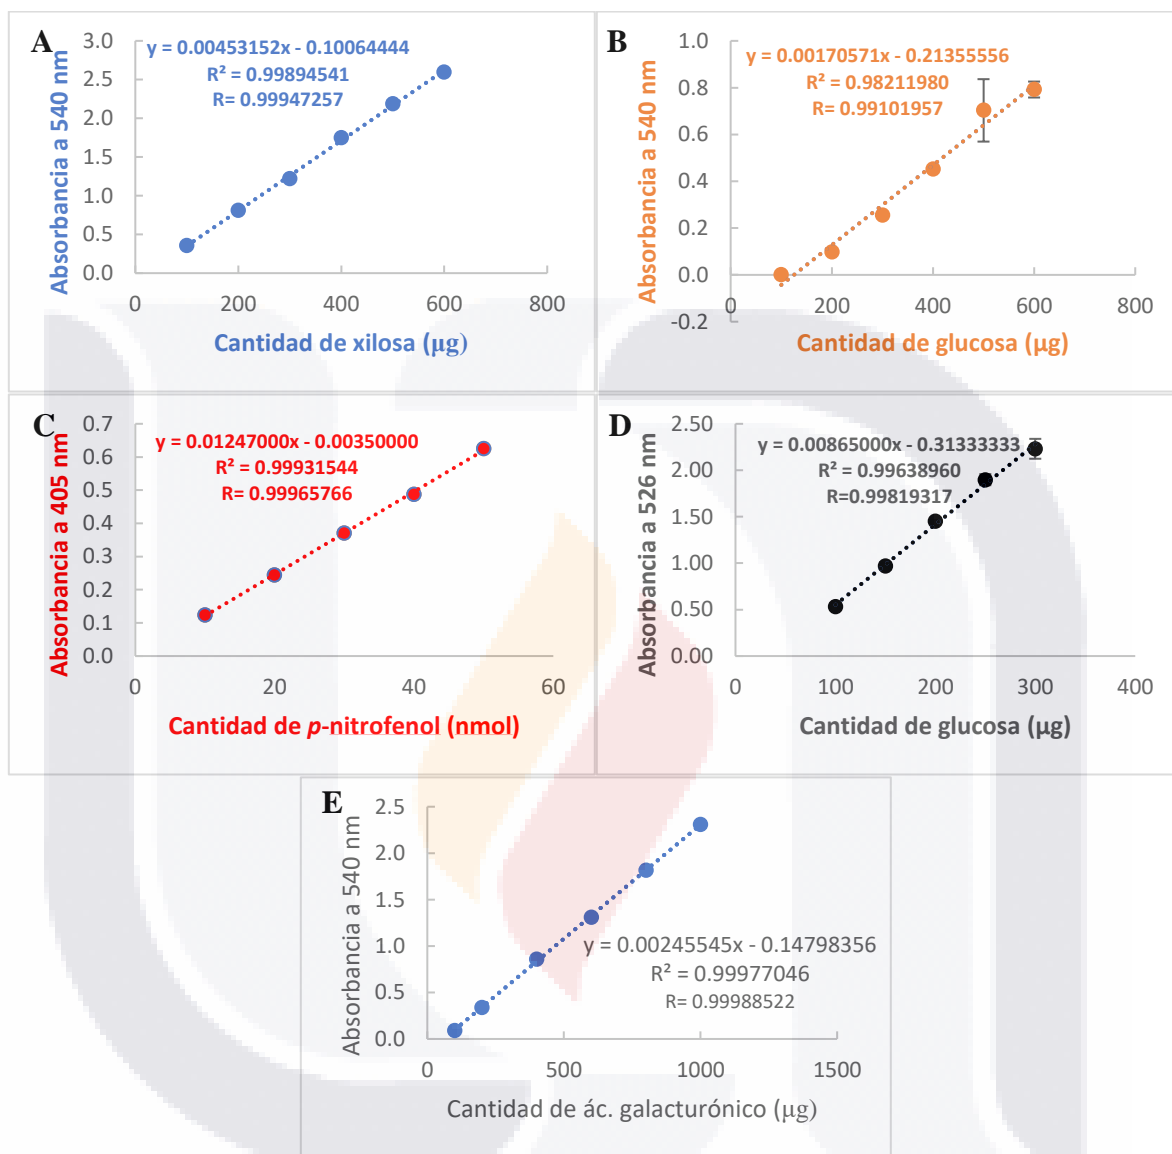 A
Absorbancia a 540 nm
y = 0.00453152x - 0.10064444
R² = 0.99894541
R= 0.99947257
3.0
2.5
2.0
1.5
1.0
0.5
0.0
0 200 400 600 800
Cantidad de xilosa (µg)
B
Absorbancia a 540 nm
y = 0.00170571x - 0.21355556
R² = 0.98211980
R= 0.99101957
1.0
0.8
0.6
0.4
0.2
0.0
-0.2
0 200 400 600 800
Cantidad de glucosa (µg)
C
Absorbancia a 405 nm
y = 0.01247000x - 0.00350000
R² = 0.99931544
R= 0.99965766
0.7
0.6
0.5
0.4
0.3
0.2
0.1
0.0
0 20 40 60
Cantidad de p-nitrofenol (nmol)
D
Absorbancia a 526 nm
y = 0.00865000x - 0.31333333
R² = 0.99638960
R=0.99819317
2.50
2.00
1.50
1.00
0.50
0.00
0 100 200 300 400
Cantidad de glucosa (µg)
E
Absorbancia a 540 nm
2.5
2.0
1.5
1.0
0.5
0.0
y = 0.00245545x - 0.14798356
R² = 0.99977046
R= 0.99988522
0 500 1000 1500
Cantidad de ác. galacturónico (µg)